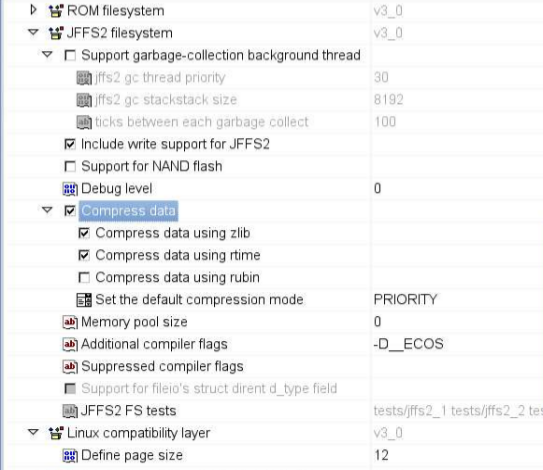 ROM filesystem v3_0
JFFS2 filesystem v3_0
Support garbage-collection background thread
jffs2 gc thread priority 30
jffs2 gc stackstack size 8192
ticks between each garbage collect 100
Include write support for JFFS2
Support for NAND flash
Debug level 0
Compress data
Compress data using zlib
Compress data using rtime
Compress data using rubin
Set the default compression mode PRIORITY
Memory pool size 0
Additional compiler flags -D__ECOS
Suppressed compiler flags
Support for fileio's struct dirent d_type field
JFFS2 FS tests tests/jffs2_1 tests/jffs2_2 tes
Linux compatibility layer v3_0
Define page size 12